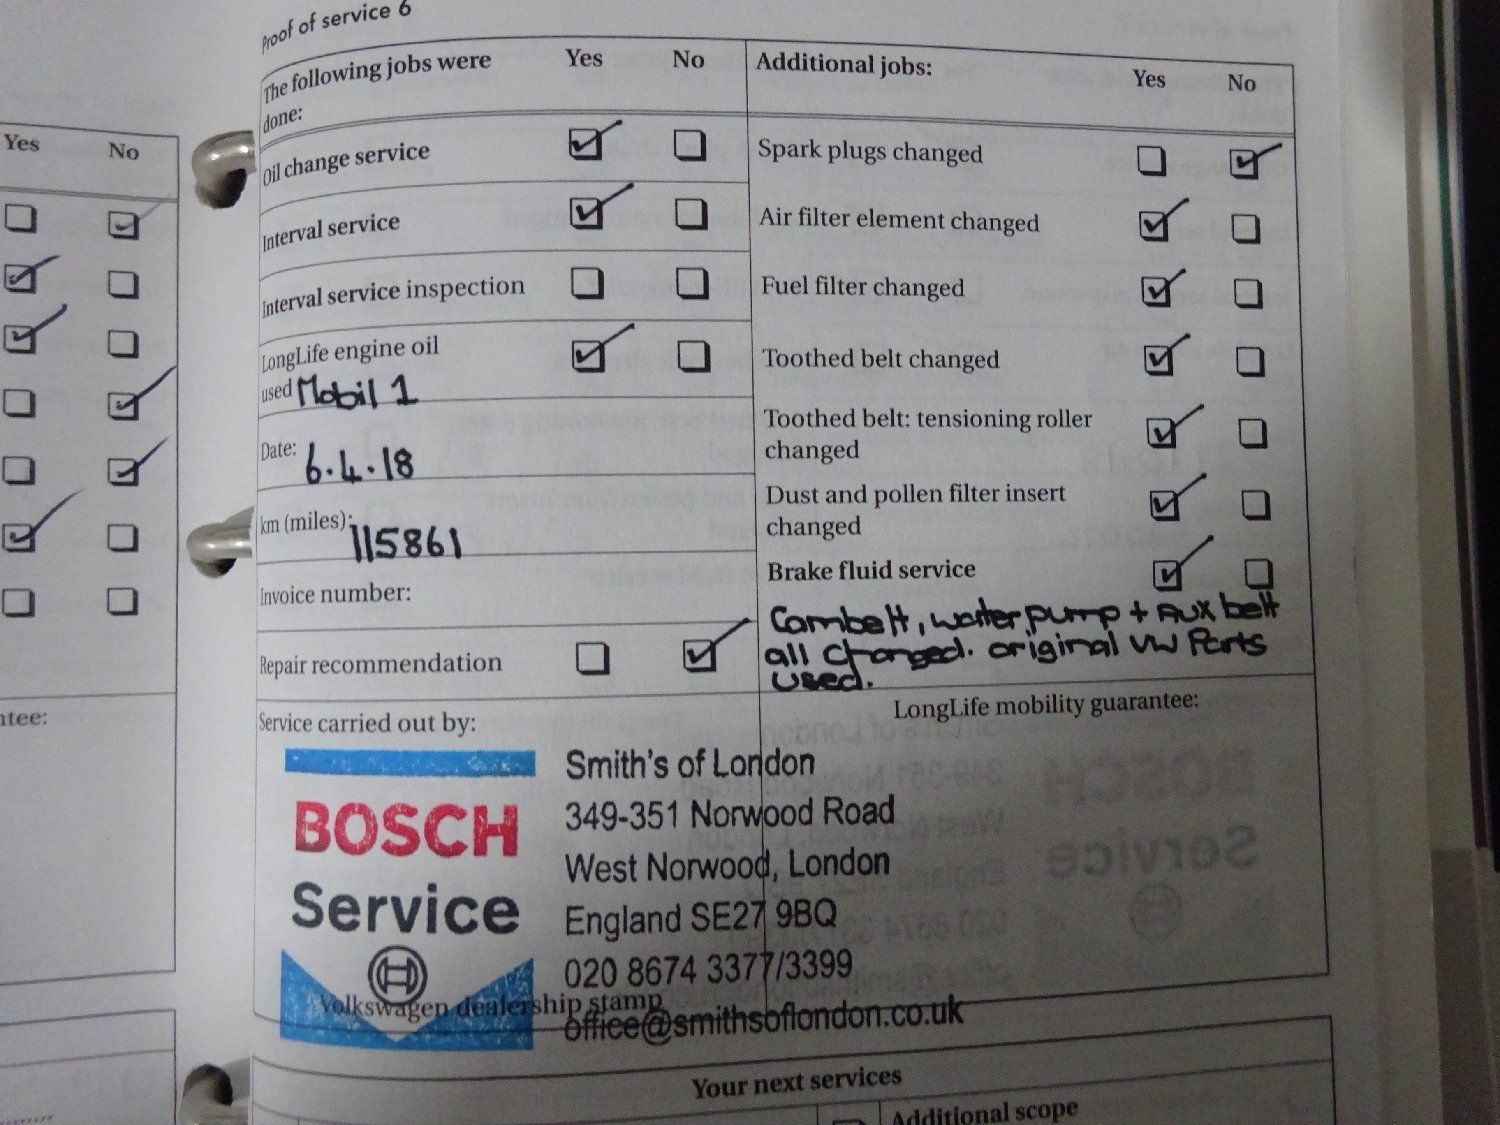 Proof of service 6
The following jobs were done: Yes No
Oil change service
Interval service
Interval service inspection
LongLife engine oil
used Mobil 1
Date: 6.4.18
km (miles): 115861
Invoice number:
Repair recommendation
Additional jobs: Yes No
Spark plugs changed
Air filter element changed
Fuel filter changed
Toothed belt changed
Toothed belt: tensioning roller
changed
Dust and pollen filter insert
changed
Brake fluid service
Cambelt, waterpump + Aux belt
all changed. original VW Parts
used.
Service carried out by:
LongLife mobility guarantee:
BOSCH
Service
Smith's of London
349-351 Norwood Road
West Norwood, London
England SE27 9BQ
020 8674 3377/3399
office@smithsoflondon.co.uk
Volkswagen dealership stamp
Your next services
Additional scope
Yes No
ntee: